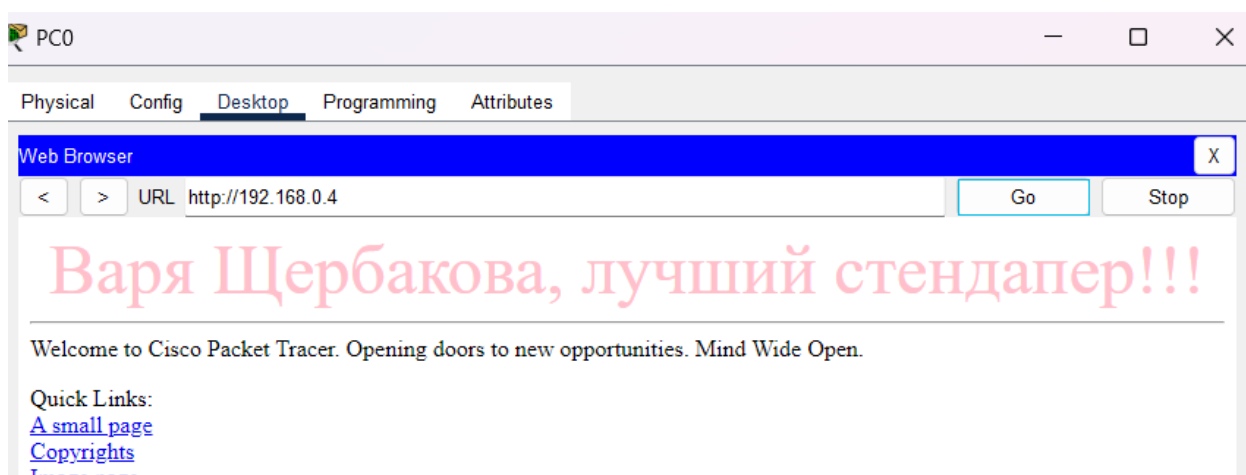 PC0
Physical Config Desktop Programming Attributes
Web Browser X
< > URL http://192.168.0.4 Go Stop
Варя Щербакова, лучший стендапер!!!
Welcome to Cisco Packet Tracer. Opening doors to new opportunities. Mind Wide Open.
Quick Links:
A small page
Copyrights